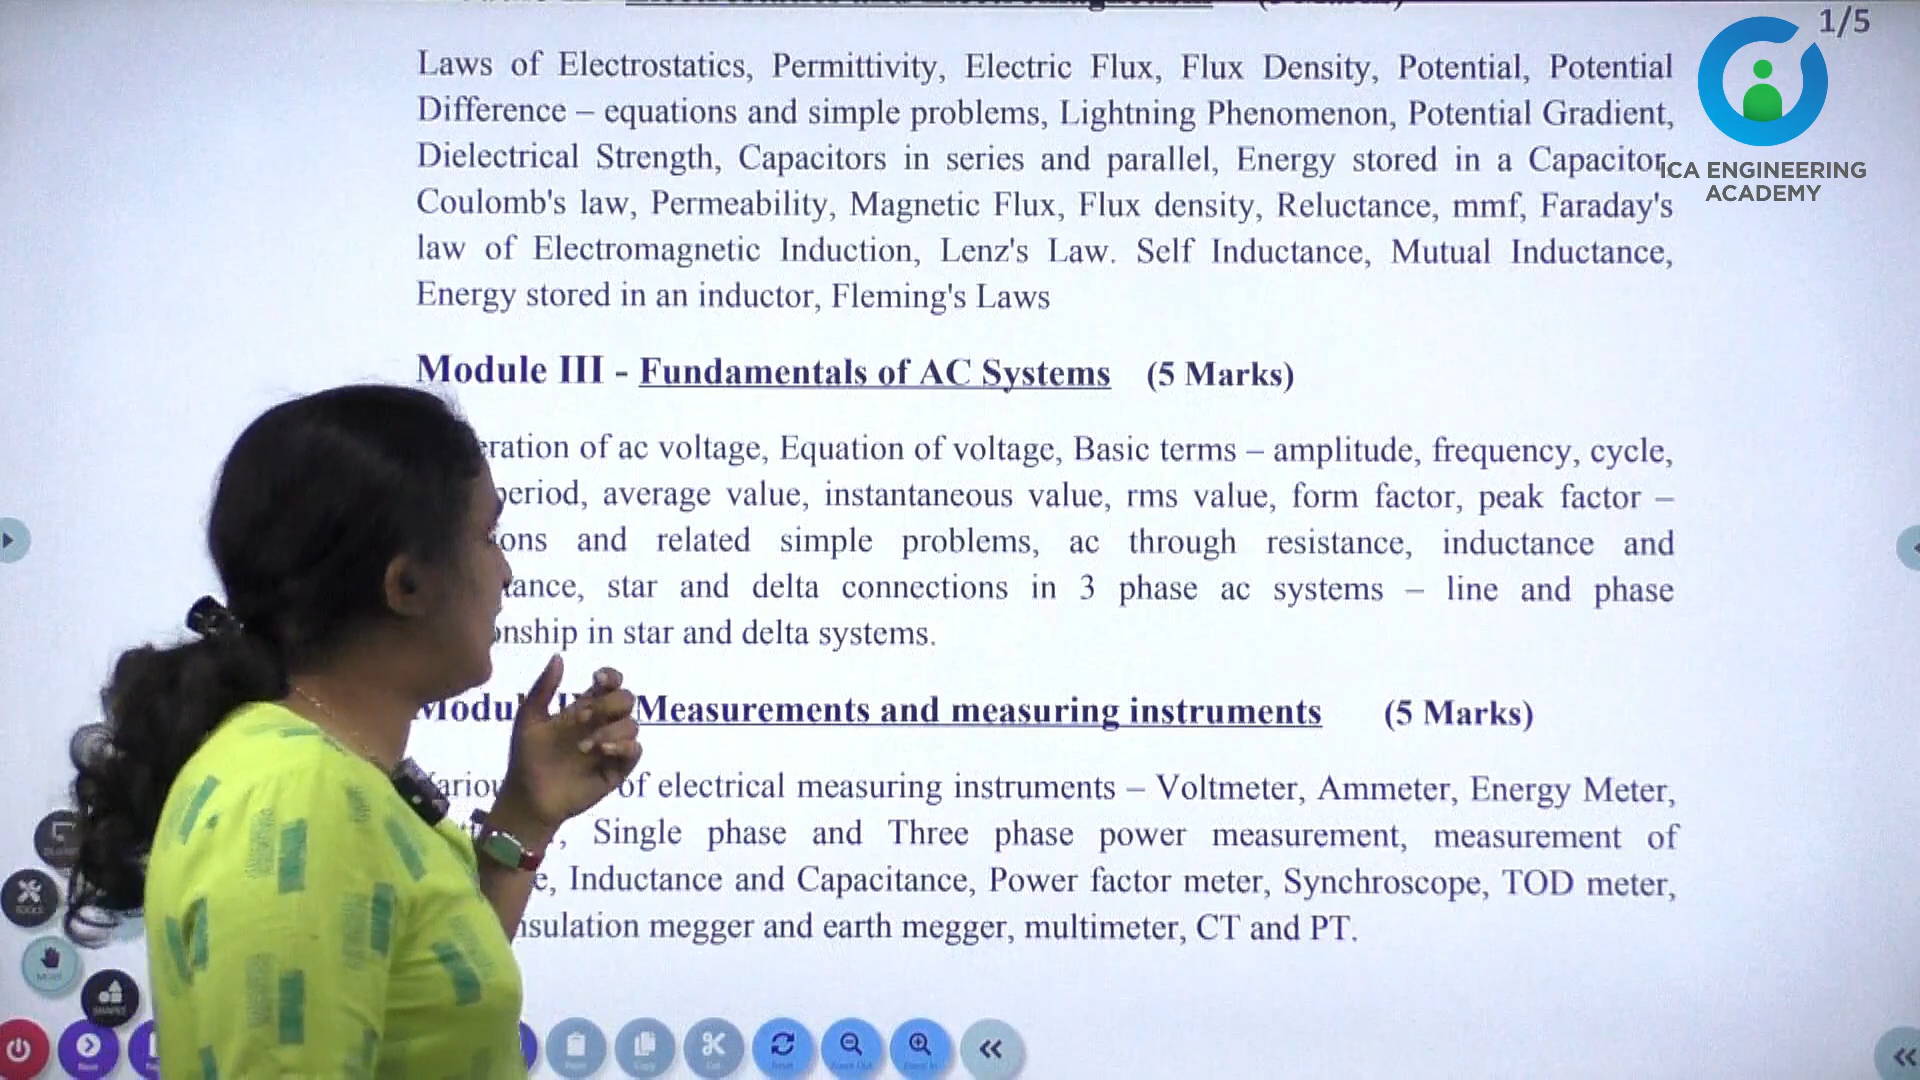 1/5
Laws of Electrostatics, Permittivity, Electric Flux, Flux Density, Potential, Potential
Difference – equations and simple problems, Lightning Phenomenon, Potential Gradient,
Dielectrical Strength, Capacitors in series and parallel, Energy stored in a Capacitor
ICA ENGINEERING
ACADEMY
Coulomb's law, Permeability, Magnetic Flux, Flux density, Reluctance, mmf, Faraday's
law of Electromagnetic Induction, Lenz's Law. Self Inductance, Mutual Inductance,
Energy stored in an inductor, Fleming's Laws
Module III - Fundamentals of AC Systems (5 Marks)
of ac voltage, Equation of voltage, Basic terms – amplitude, frequency, cycle,
period, average value, instantaneous value, rms value, form factor, peak factor –
and related simple problems, ac through resistance, inductance and
star and delta connections in 3 phase ac systems – line and phase
in star and delta systems.
Measurements and measuring instruments (5 Marks)
of electrical measuring instruments – Voltmeter, Ammeter, Energy Meter,
Single phase and Three phase power measurement, measurement of
Inductance and Capacitance, Power factor meter, Synchroscope, TOD meter,
megger and earth megger, multimeter, CT and PT.